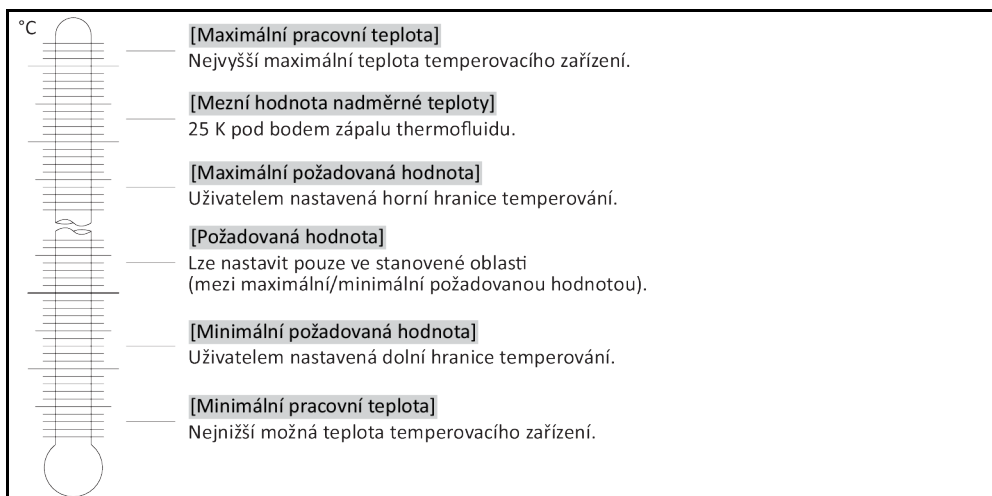 °C
[Maximální pracovní teplota]
Nejvyšší maximální teplota temperovacího zařízení.
[Mezní hodnota nadměrné teploty]
25 K pod bodem zápalu thermofluidu.
[Maximální požadovaná hodnota]
Uživatelem nastavená horní hranice temperování.
[Požadovaná hodnota]
Lze nastavit pouze ve stanovené oblasti
(mezi maximální/minimální požadovanou hodnotou).
[Minimální požadovaná hodnota]
Uživatelem nastavená dolní hranice temperování.
[Minimální pracovní teplota]
Nejnižší možná teplota temperovacího zařízení.